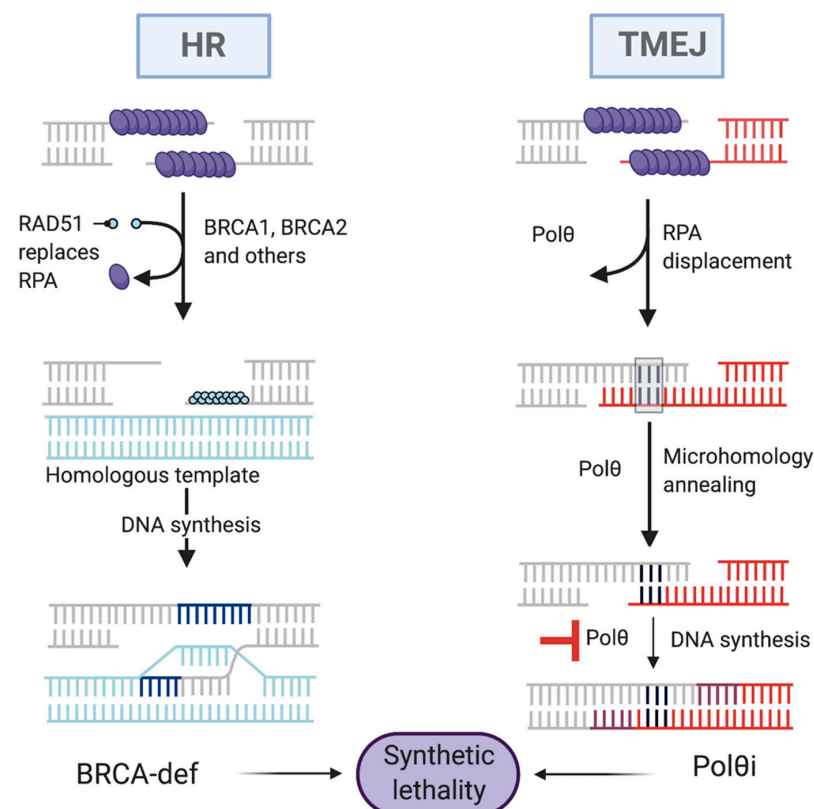 HR
RAD51
replaces
RPA
BRCA1, BRCA2
and others
Homologous template
DNA synthesis
BRCA-def
TMEJ
Polθ
RPA
displacement
Polθ
Microhomology
annealing
Polθ
DNA synthesis
Polθi
Synthetic
lethality